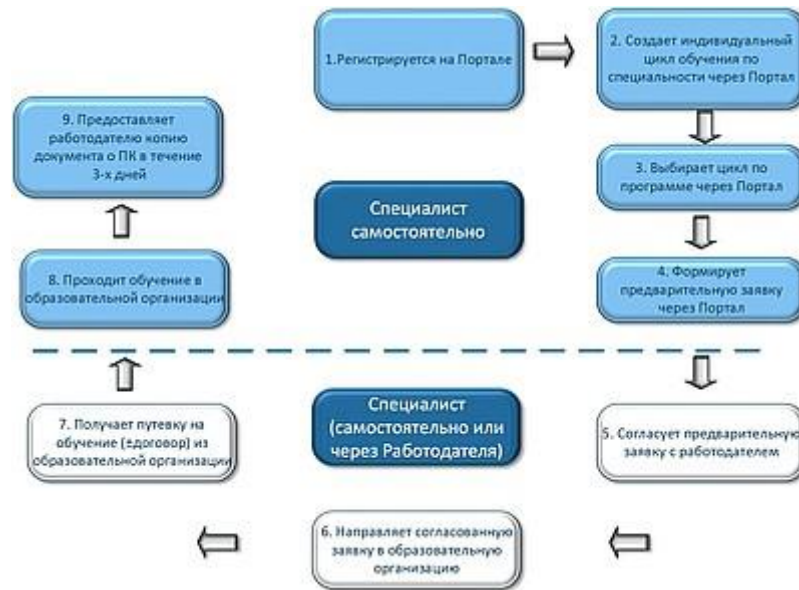 1.Регистрируется на Портале
2. Создает индивидуальный
цикл обучения по
специальности через Портал
3. Выбирает цикл по
программе через Портал
4. Формирует
предварительную заявку
через Портал
Специалист
самостоятельно
5. Согласует предварительную
заявку с работодателем
Специалист
(самостоятельно или
через Работодателя)
6. Направляет согласованную
заявку в образовательную
организацию
7. Получает путевку на
обучение (±договор) из
образовательной организации
8. Проходит обучение в
образовательной организации
9. Предоставляет
работодателю копию
документа о ПК в течение
3-х дней